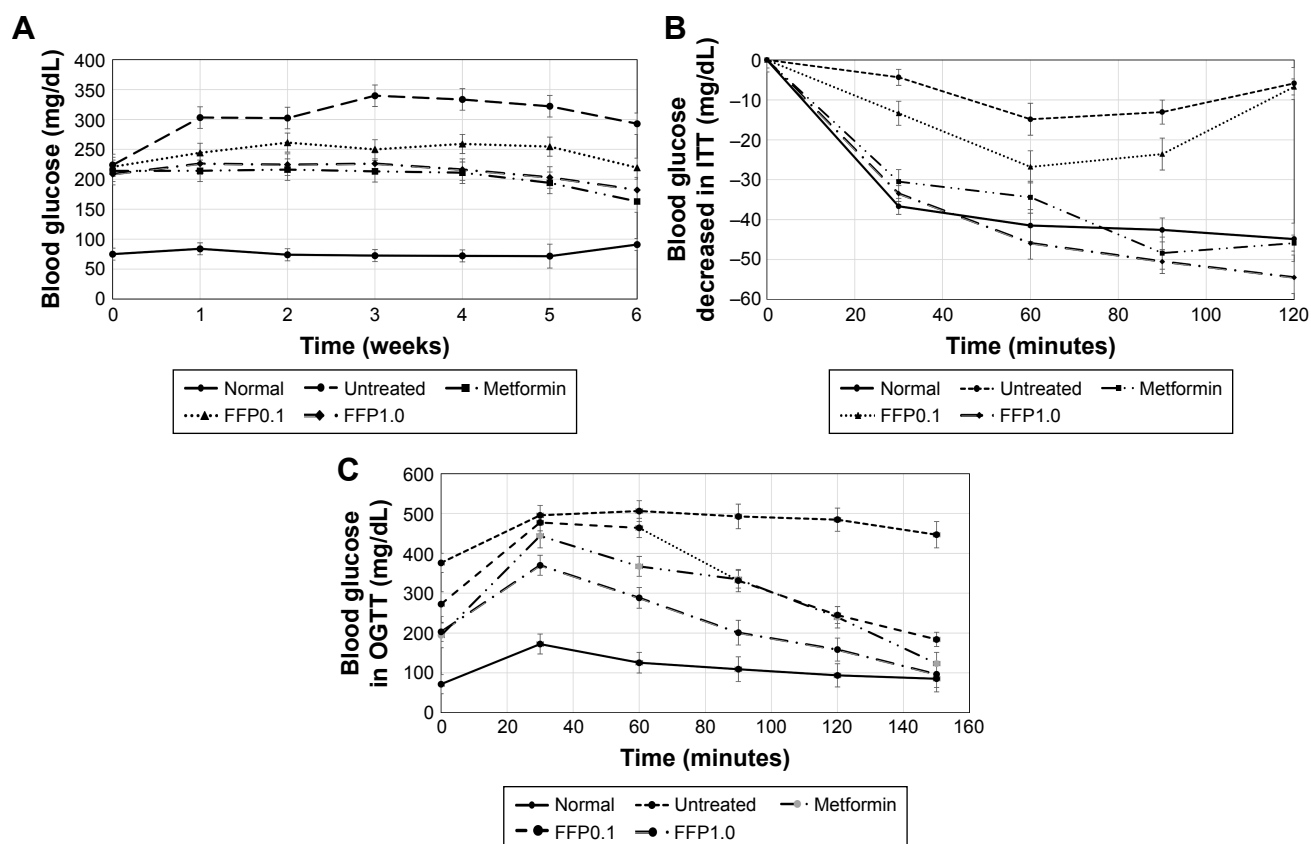 A
Blood glucose (mg/dL)
400
350
300
250
200
150
100
50
0
0 1 2 3 4 5 6
Time (weeks)
Normal Untreated Metformin
FFP0.1 FFP1.0
B
Blood glucose
decreased in ITT (mg/dL)
0
–10
–20
–30
–40
–50
–60
0 20 40 60 80 100 120
Time (minutes)
Normal Untreated Metformin
FFP0.1 FFP1.0
C
Blood glucose
in OGTT (mg/dL)
600
500
400
300
200
100
0
0 20 40 60 80 100 120 140 160
Time (minutes)
Normal Untreated Metformin
FFP0.1 FFP1.0